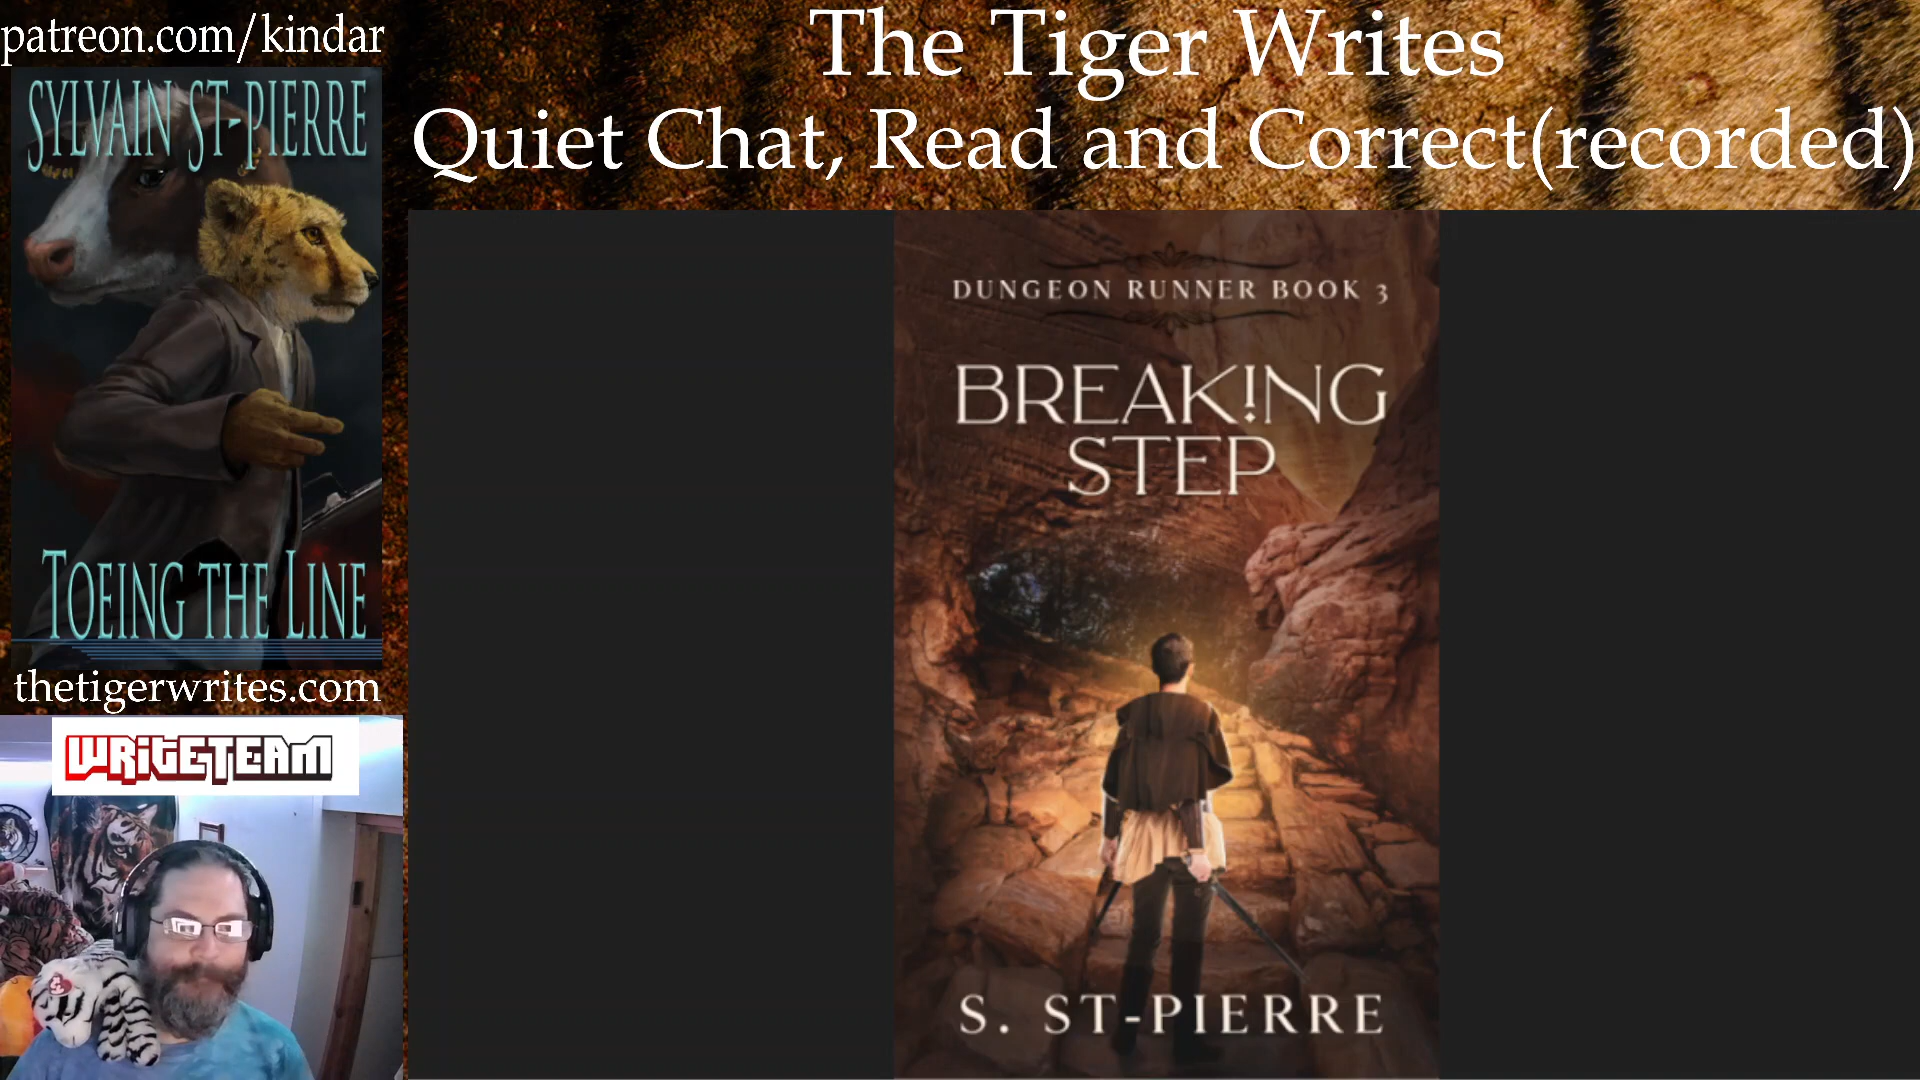 patreon.com/kindar
SYLVAIN ST-PIERRE
TOEING THE LINE
thetigerwrites.com
WRITETEAM
The Tiger Writes
Quiet Chat, Read and Correct(recorded)
DUNGEON RUNNER BOOK 3
BREAK!NG
STEP
S. ST-PIERRE